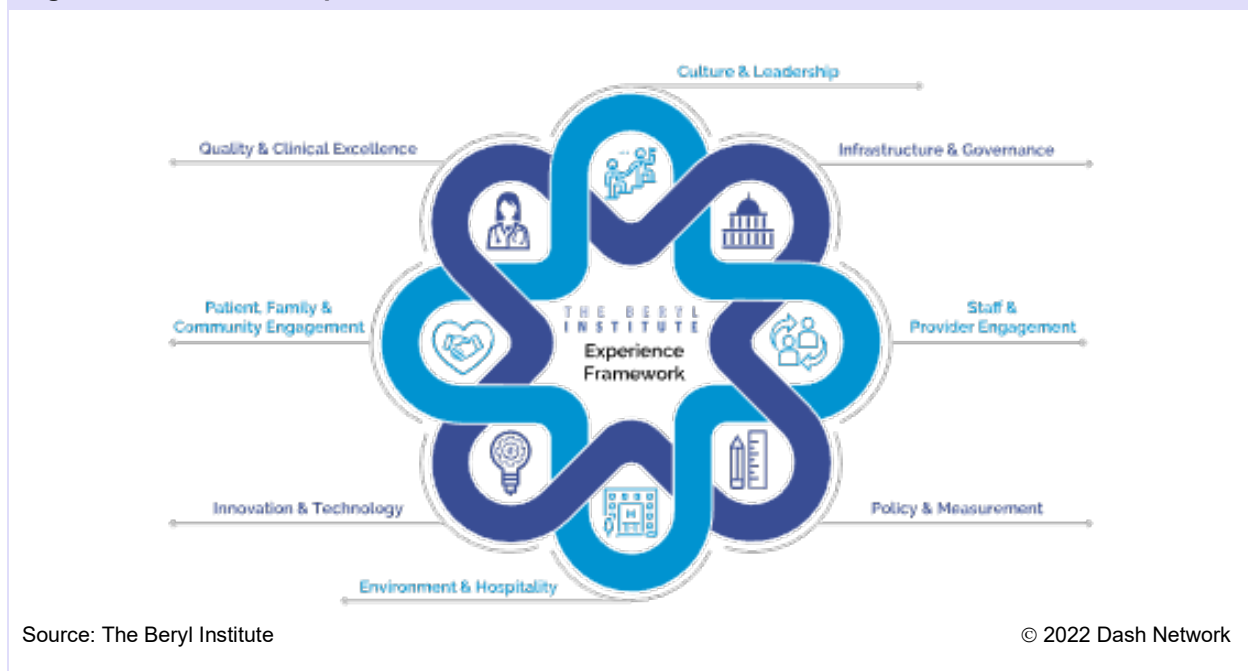 Culture & Leadership
Quality & Clinical Excellence
Infrastructure & Governance
Patient, Family &
Community Engagement
THE BERYL
INSTITUTE
Experience
Framework
Staff &
Provider Engagement
H
Innovation & Technology
Policy & Measurement
Environment & Hospitality
Source: The Beryl Institute
© 2022 Dash Network